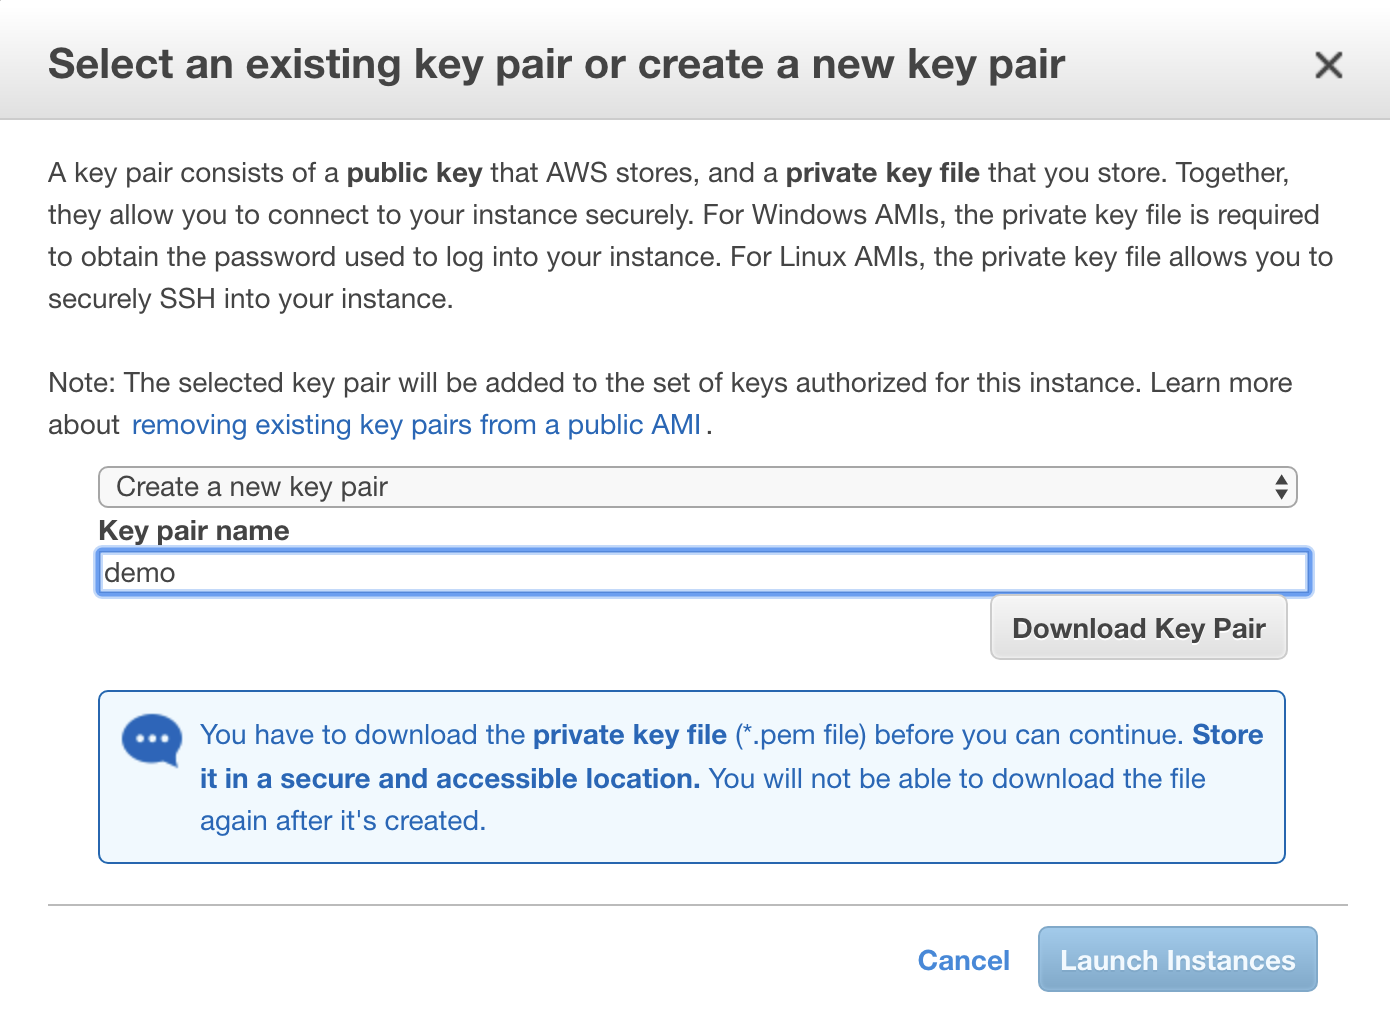 Select an existing key pair or create a new key pair
A key pair consists of a public key that AWS stores, and a private key file that you store. Together,
they allow you to connect to your instance securely. For Windows AMIs, the private key file is required
to obtain the password used to log into your instance. For Linux AMIs, the private key file allows you to
securely SSH into your instance.
Note: The selected key pair will be added to the set of keys authorized for this instance. Learn more
about removing existing key pairs from a public AMI .
Create a new key pair
Key pair name
demo
Download Key Pair
You have to download the private key file (*.pem file) before you can continue. Store
it in a secure and accessible location. You will not be able to download the file
again after it's created.
Cancel
Launch Instances